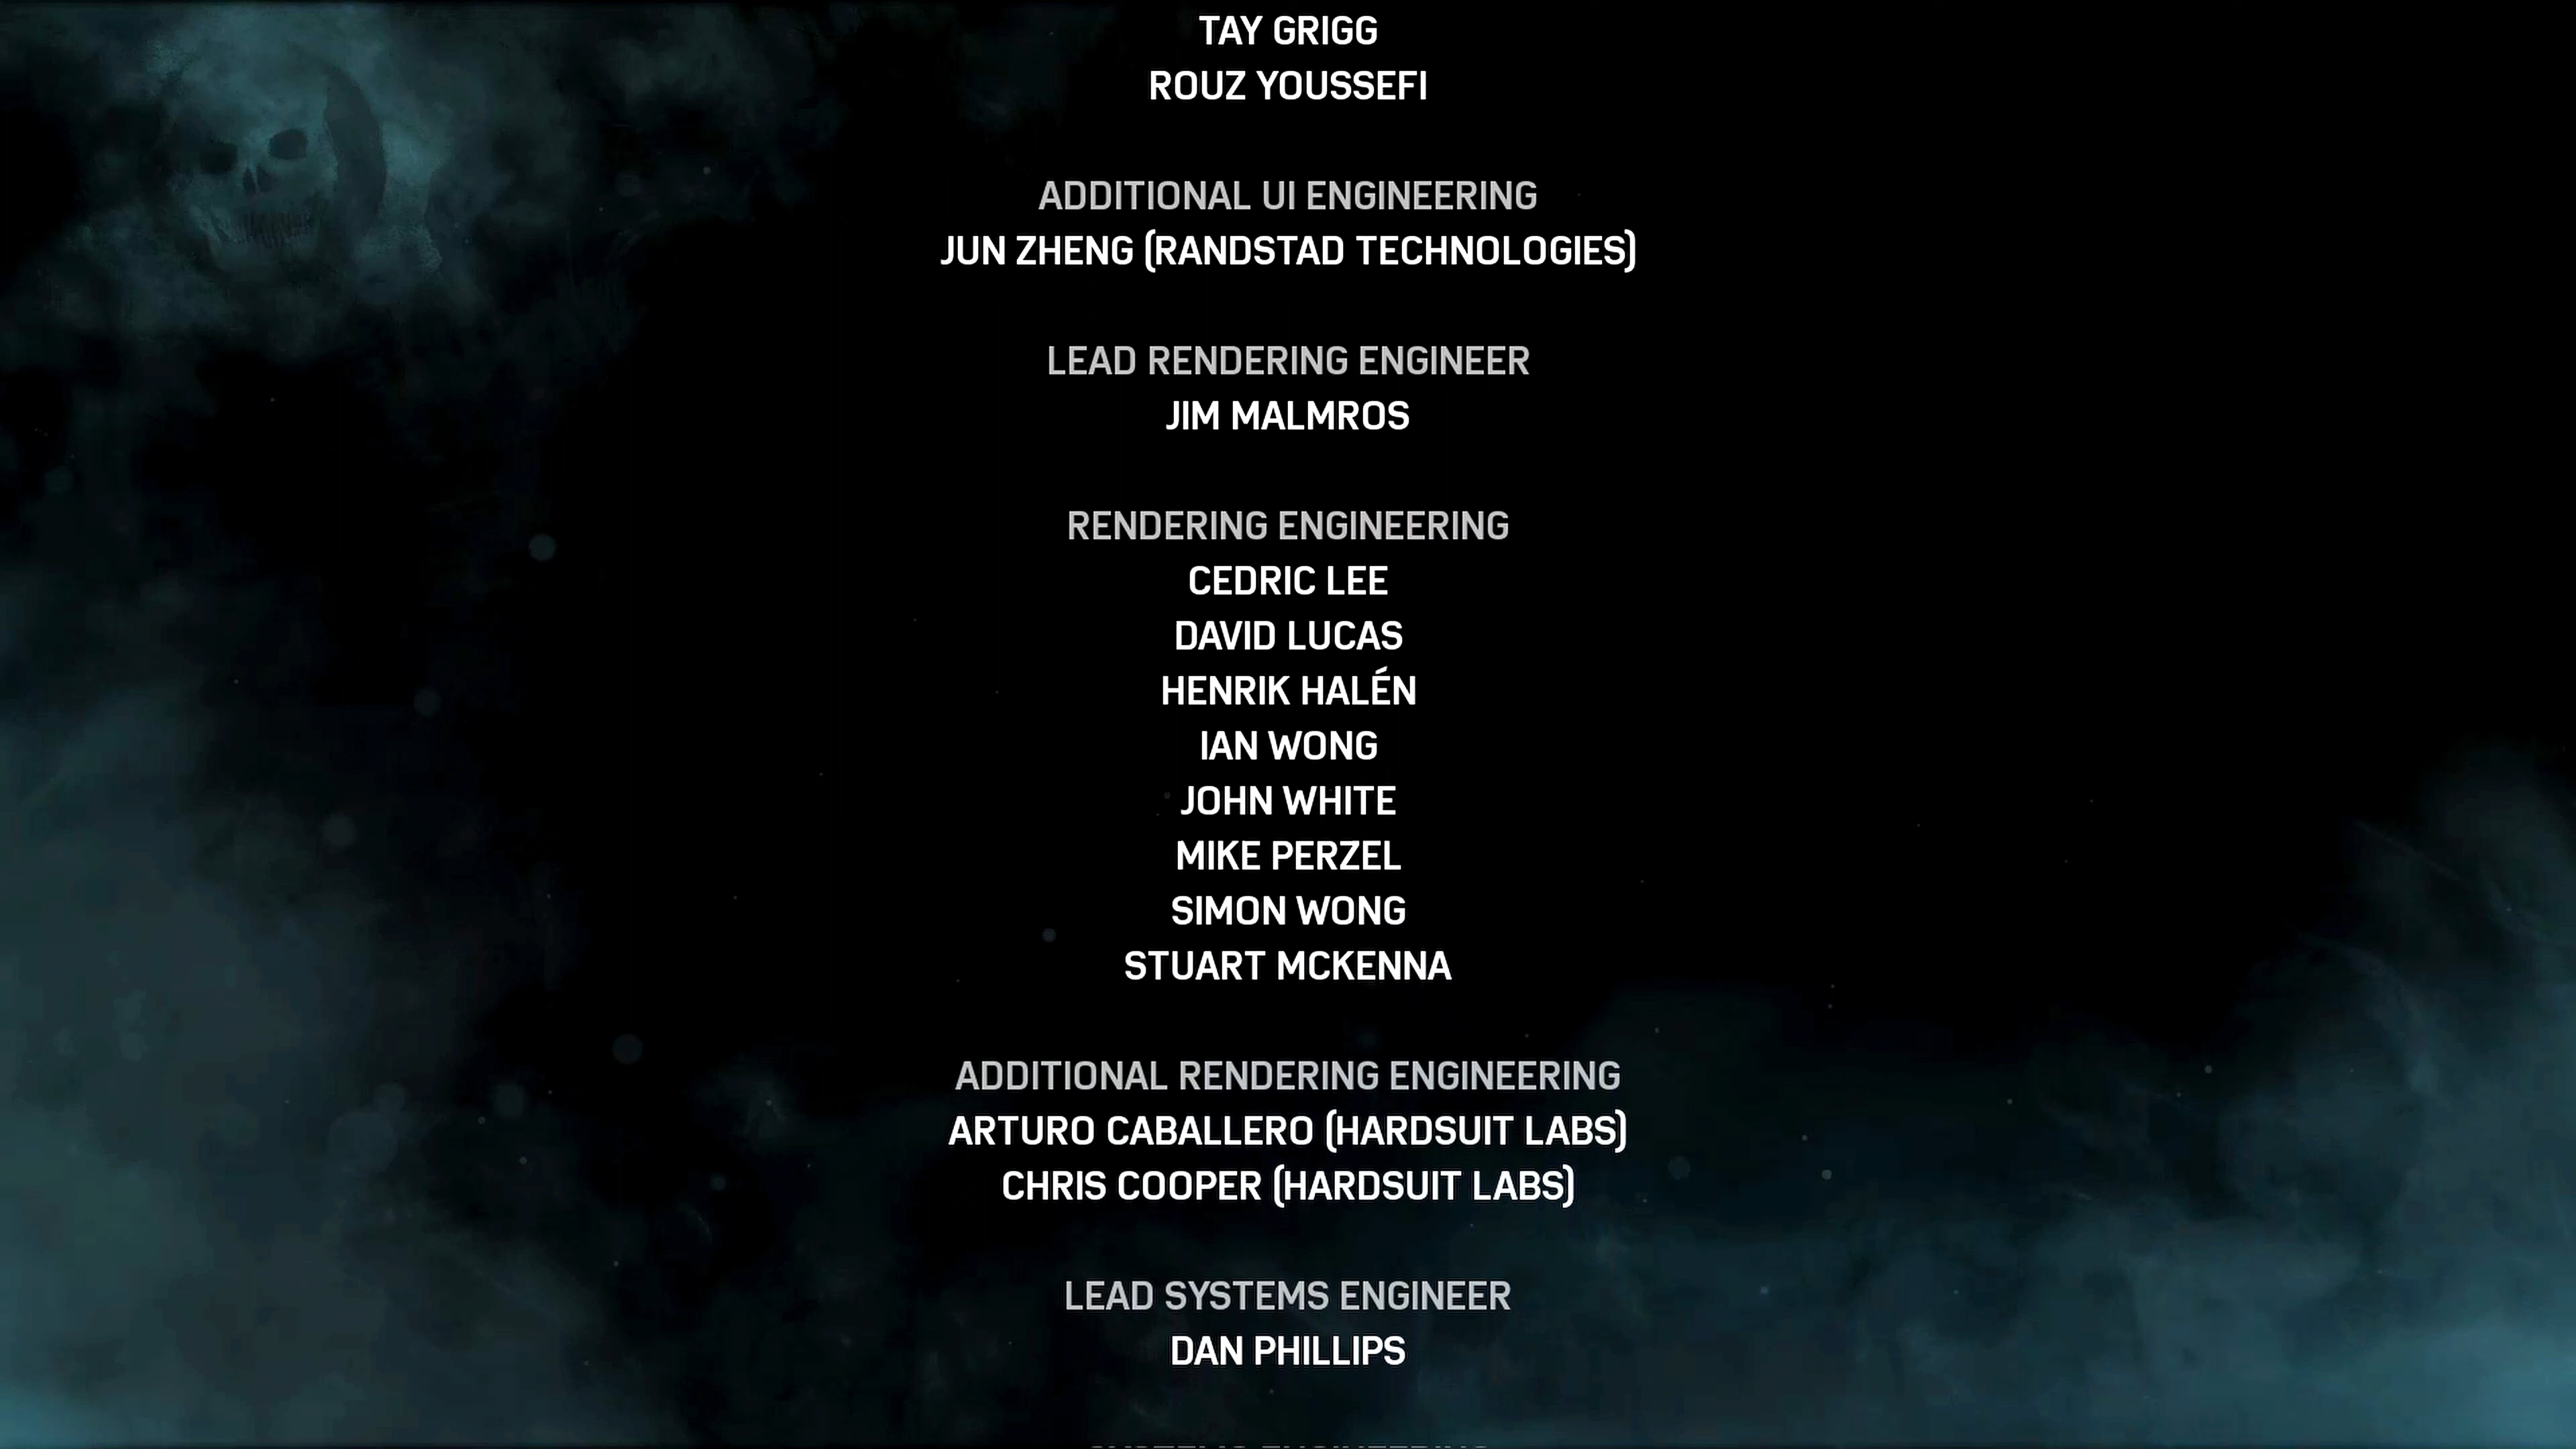 TAY GRIGG
ROUZ YOUSSEFI
ADDITIONAL UI ENGINEERING
JUN ZHENG (RANDSTAD TECHNOLOGIES)
LEAD RENDERING ENGINEER
JIM MALMROS
RENDERING ENGINEERING
CEDRIC LEE
DAVID LUCAS
HENRIK HALÉN
IAN WONG
JOHN WHITE
MIKE PERZEL
SIMON WONG
STUART MCKENNA
ADDITIONAL RENDERING ENGINEERING
ARTURO CABALLERO (HARDSUIT LABS)
CHRIS COOPER (HARDSUIT LABS)
LEAD SYSTEMS ENGINEER
DAN PHILLIPS